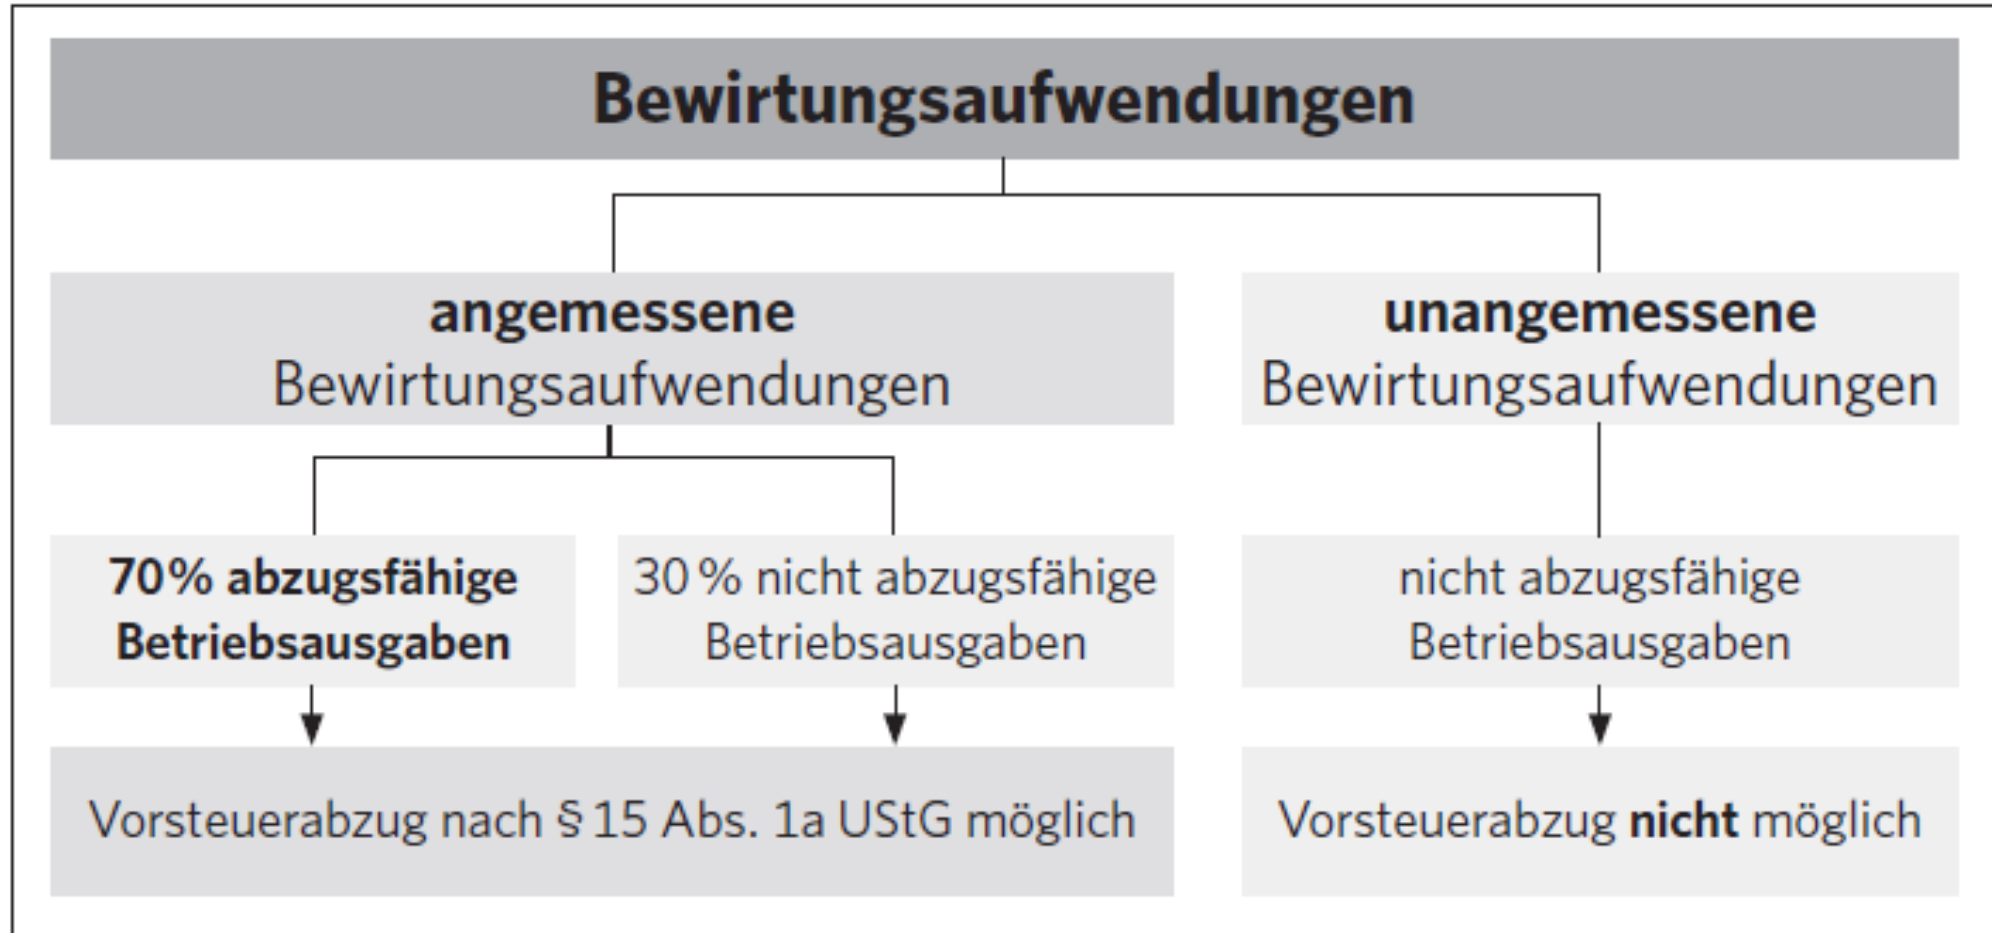 Bewirtungsaufwendungen
angemessene
Bewirtungsaufwendungen
unangemessene
Bewirtungsaufwendungen
70% abzugsfähige
Betriebsausgaben
30 % nicht abzugsfähige
Betriebsausgaben
nicht abzugsfähige
Betriebsausgaben
Vorsteuerabzug nach § 15 Abs. 1a UStG möglich
Vorsteuerabzug nicht möglich